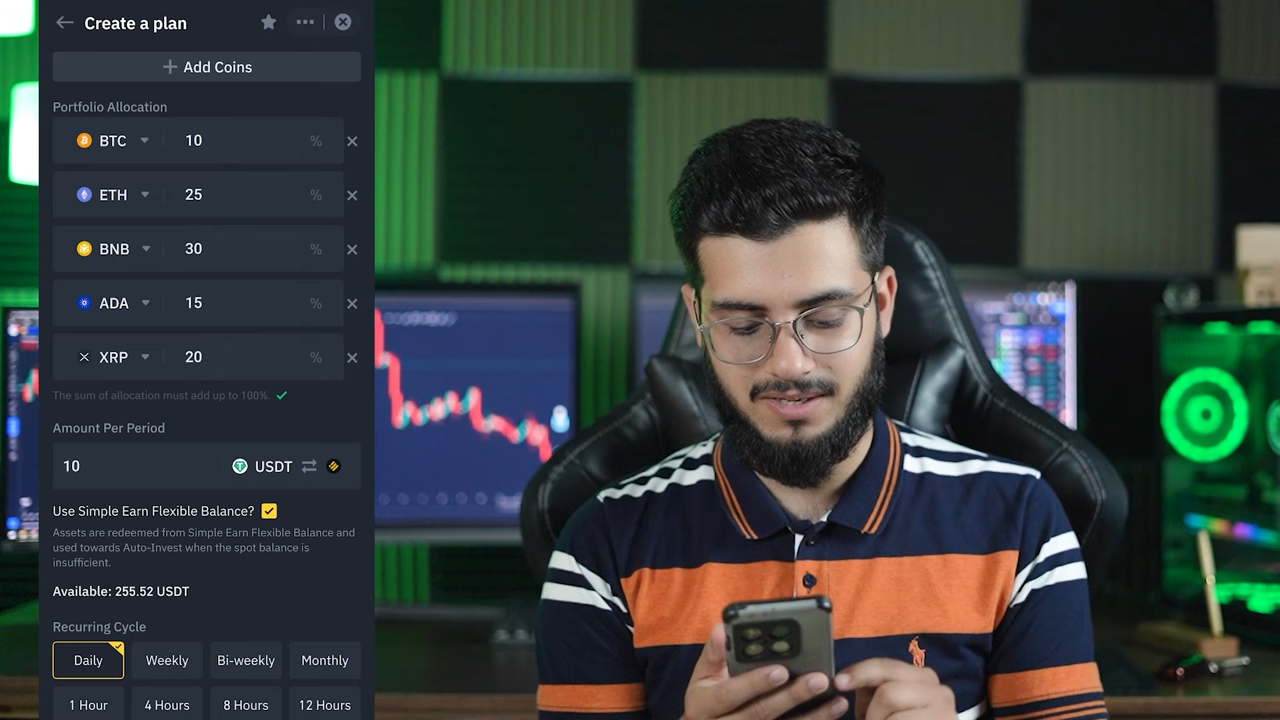 Create a plan
Add Coins
Portfolio Allocation
BTC 10 %
ETH 25 %
BNB 30 %
ADA 15 %
XRP 20 %
The sum of allocation must add up to 100%.
Amount Per Period
10 USDT
Use Simple Earn Flexible Balance?
Assets are redeemed from Simple Earn Flexible Balance and
used towards Auto-Invest when the spot balance is
insufficient.
Available: 255.52 USDT
Recurring Cycle
Daily Weekly Bi-weekly Monthly
1 Hour 4 Hours 8 Hours 12 Hours